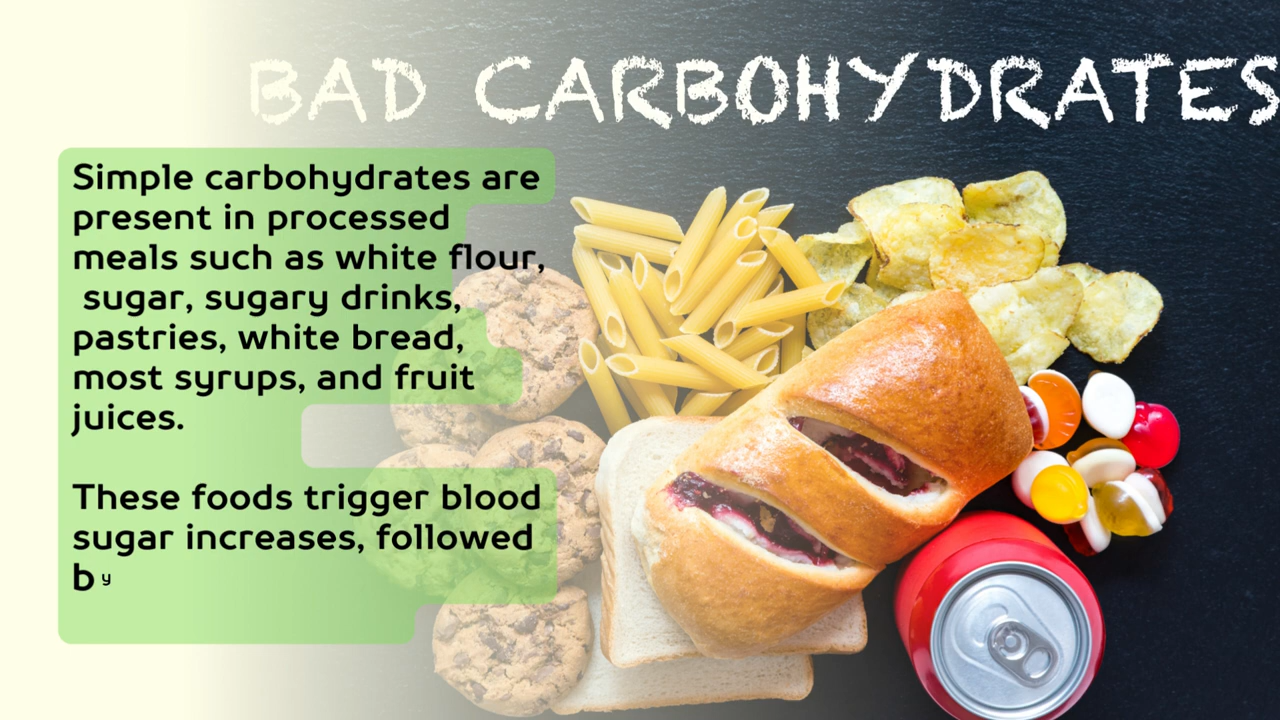 BAD CARBOHYDRATES
Simple carbohydrates are
present in processed
meals such as white flour,
sugar, sugary drinks,
pastries, white bread,
most syrups, and fruit
juices.
These foods trigger blood
sugar increases, followed
by